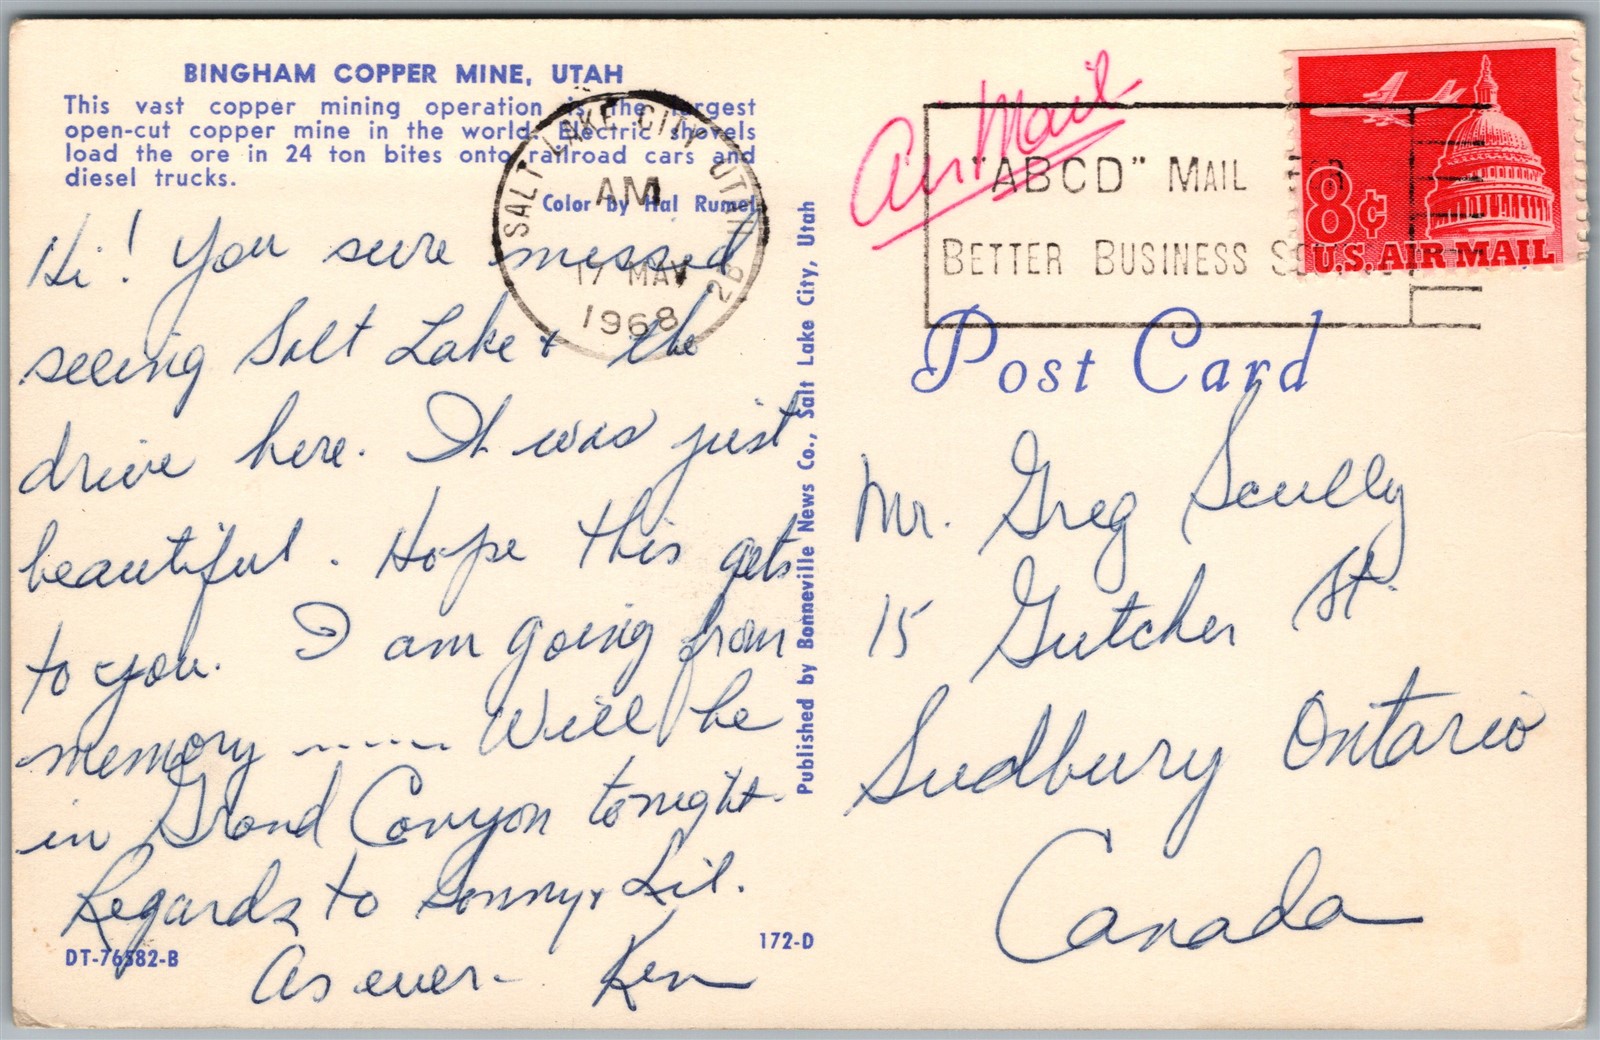 BINGHAM COPPER MINE, UTAH
This vast copper mining operation is the largest
open-cut copper mine in the world. Electric shovels
load the ore in 24 ton bites onto railroad cars and
diesel trucks.
Color by Hal Rumel
Hi! You sure missed
seeing Salt Lake & the
drive here. It was just
beautiful. Hope this gets
to you. I am going from
memory ....... Will be
in Grand Canyon tonight.
Regards to Sonny & Lil.
As ever - Ken
DT-76582-B
172-D
Published by Bonneville News Co., Salt Lake City, Utah
SALT LAKE CITY UTAH
AM
17 MAY
1968
Air Mail
"ABCD" MAIL FOR
BETTER BUSINESS
8¢
U.S. AIR MAIL
Post Card
Mr. Greg Scully
15 Gutcher St.
Sudbury Ontario
Canada